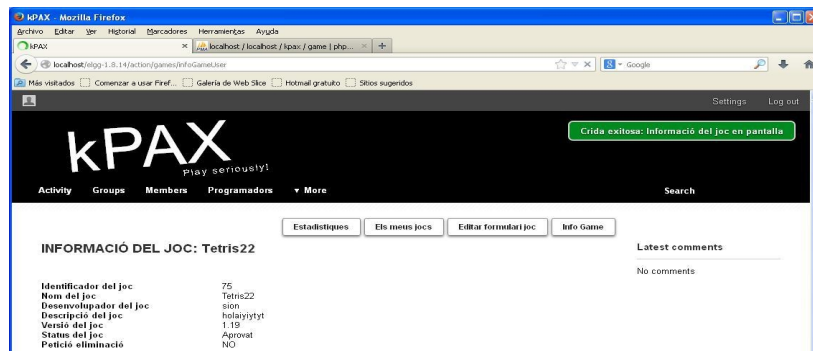 kPAX - Mozilla Firefox
Archivo Editar Ver Historial Marcadores Herramientas Ayuda
kPAX × localhost / localhost / kpax / game | php... × +
localhost/elgg-1.8.14/action/games/infoGameUser Google
Más visitados Comenzar a usar Firef... Galería de Web Slice Hotmail gratuito Sitios sugeridos
Settings Log out
Crida exitosa: Informació del joc en pantalla
kPAX
Play seriously!
Activity Groups Members Programadors ▼ More Search
Estadístiques Els meus jocs Editar formulari joc Info Game
INFORMACIÓ DEL JOC: Tetris22 Latest comments
No comments
Identificador del joc 75
Nom del joc Tetris22
Desenvolupador del joc sion
Descripció del joc holaiyiytyt
Versió del joc 1.19
Status del joc Aprovat
Petició eliminació NO